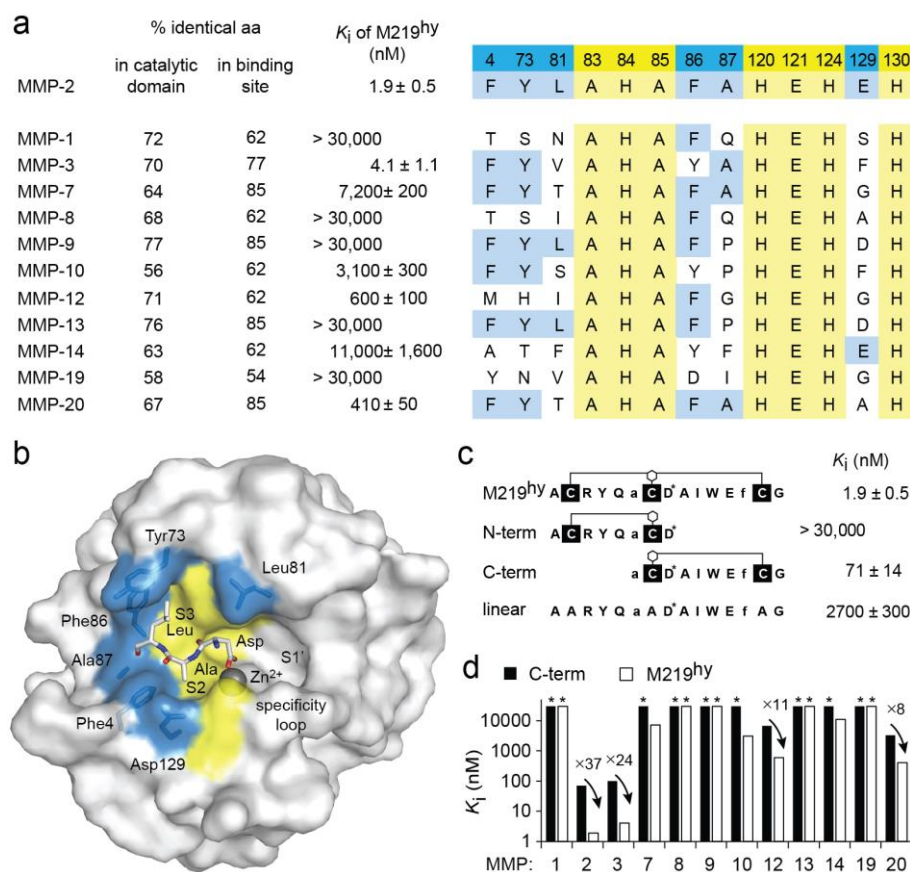 a
% identical aa
in catalytic domain
in binding site
Ki of M219hy (nM)
4 73 81 83 84 85 86 87 120 121 124 129 130
MMP-2 1.9 ± 0.5 F Y L A H A F A H E H E H
MMP-1 72 62 > 30,000 T S N A H A F Q H E H S H
MMP-3 70 77 4.1 ± 1.1 F Y V A H A Y A H E H F H
MMP-7 64 85 7,200 ± 200 F Y T A H A F A H E H G H
MMP-8 68 62 > 30,000 T S I A H A F Q H E H A H
MMP-9 77 85 > 30,000 F Y L A H A F P H E H D H
MMP-10 56 62 3,100 ± 300 F Y S A H A Y P H E H F H
MMP-12 71 62 600 ± 100 M H I A H A F G H E H G H
MMP-13 76 85 > 30,000 F Y L A H A F P H E H D H
MMP-14 63 62 11,000 ± 1,600 A T F A H A Y F H E H E H
MMP-19 58 54 > 30,000 Y N V A H A D I H E H G H
MMP-20 67 85 410 ± 50 F Y T A H A F A H E H A H
b
Tyr73
Leu81
Phe86
S3
Leu
Asp
Ala87
Ala
S1'
S2
Zn2+
Phe4
specificity loop
Asp129
c
Ki (nM)
M219hy A C R Y Q a C D* A I W E f C G 1.9 ± 0.5
N-term A C R Y Q a C D* > 30,000
C-term a C D* A I W E f C G 71 ± 14
linear A A R Y Q a A D* A I W E f A G 2700 ± 300
d
C-term M219hy
* * * * * * * * * * * * * *
×37 ×24 ×11 ×8
10000
1000
100
10
1
Ki (nM)
MMP: 1 2 3 7 8 9 10 12 13 14 19 20